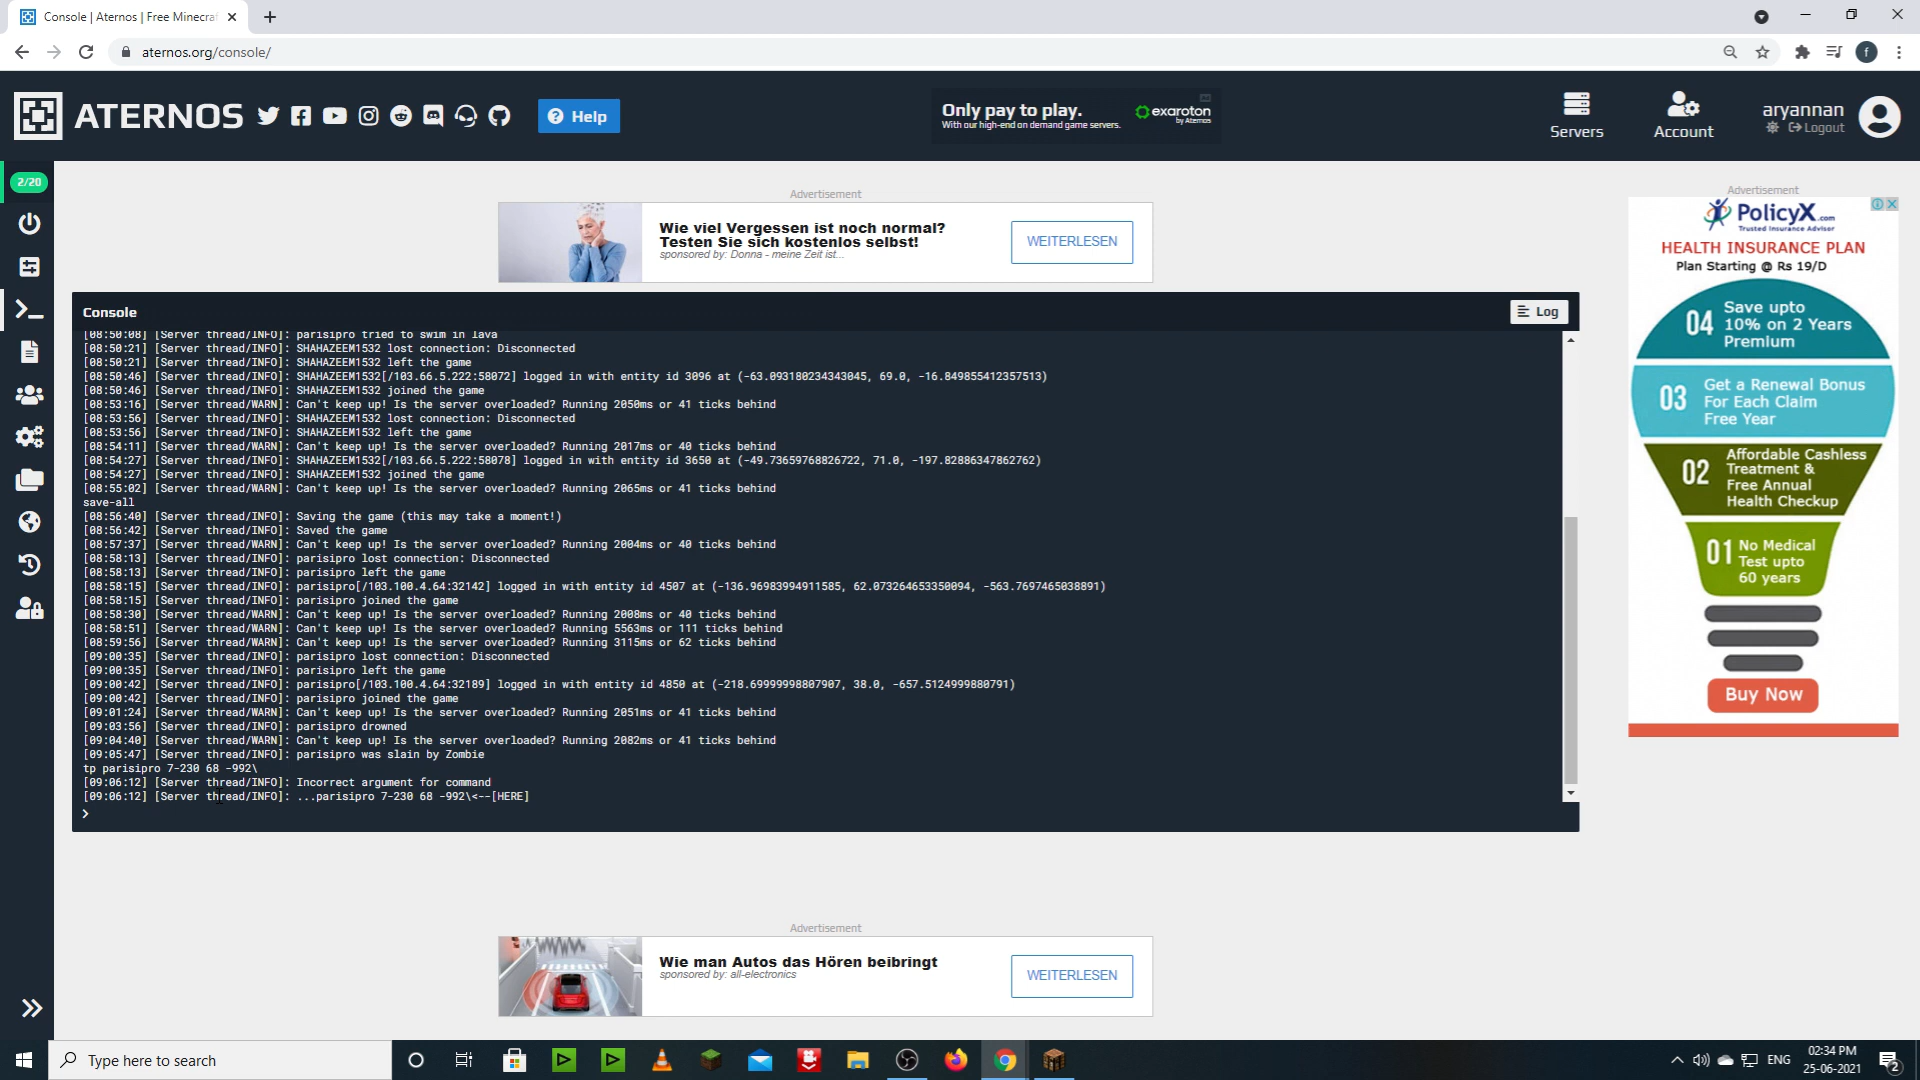 Console | Aternos | Free Minecraf
aternos.org/console/
f
ATERNOS
Help
Only pay to play.
With our high-end on demand game servers.
Ad
exaroton
by Aternos
Servers
Account
aryannan
Logout
2/20
Advertisement
Wie viel Vergessen ist noch normal?
Testen Sie sich kostenlos selbst!
sponsored by: Donna - meine Zeit ist...
WEITERLESEN
Console
Log
[08:50:08] [Server thread/INFO]: parisipro tried to swim in lava
[08:50:21] [Server thread/INFO]: SHAHAZEEM1532 lost connection: Disconnected
[08:50:21] [Server thread/INFO]: SHAHAZEEM1532 left the game
[08:50:46] [Server thread/INFO]: SHAHAZEEM1532[/103.66.5.222:58072] logged in with entity id 3096 at (-63.093180234343045, 69.0, -16.849855412357513)
[08:50:46] [Server thread/INFO]: SHAHAZEEM1532 joined the game
[08:53:16] [Server thread/WARN]: Can't keep up! Is the server overloaded? Running 2050ms or 41 ticks behind
[08:53:56] [Server thread/INFO]: SHAHAZEEM1532 lost connection: Disconnected
[08:53:56] [Server thread/INFO]: SHAHAZEEM1532 left the game
[08:54:11] [Server thread/WARN]: Can't keep up! Is the server overloaded? Running 2017ms or 40 ticks behind
[08:54:27] [Server thread/INFO]: SHAHAZEEM1532[/103.66.5.222:58078] logged in with entity id 3650 at (-49.73659768826722, 71.0, -197.82886347862762)
[08:54:27] [Server thread/INFO]: SHAHAZEEM1532 joined the game
[08:55:02] [Server thread/WARN]: Can't keep up! Is the server overloaded? Running 2065ms or 41 ticks behind
save-all
[08:56:40] [Server thread/INFO]: Saving the game (this may take a moment!)
[08:56:42] [Server thread/INFO]: Saved the game
[08:57:37] [Server thread/WARN]: Can't keep up! Is the server overloaded? Running 2004ms or 40 ticks behind
[08:58:13] [Server thread/INFO]: parisipro lost connection: Disconnected
[08:58:13] [Server thread/INFO]: parisipro left the game
[08:58:15] [Server thread/INFO]: parisipro[/103.100.4.64:32142] logged in with entity id 4507 at (-136.96983994911585, 62.073264653350094, -563.7697465038891)
[08:58:15] [Server thread/INFO]: parisipro joined the game
[08:58:30] [Server thread/WARN]: Can't keep up! Is the server overloaded? Running 2008ms or 40 ticks behind
[08:58:51] [Server thread/WARN]: Can't keep up! Is the server overloaded? Running 5563ms or 111 ticks behind
[08:59:56] [Server thread/WARN]: Can't keep up! Is the server overloaded? Running 3115ms or 62 ticks behind
[09:00:35] [Server thread/INFO]: parisipro lost connection: Disconnected
[09:00:35] [Server thread/INFO]: parisipro left the game
[09:00:42] [Server thread/INFO]: parisipro[/103.100.4.64:32189] logged in with entity id 4850 at (-218.69999998807907, 38.0, -657.5124999880791)
[09:00:42] [Server thread/INFO]: parisipro joined the game
[09:01:24] [Server thread/WARN]: Can't keep up! Is the server overloaded? Running 2051ms or 41 ticks behind
[09:03:56] [Server thread/INFO]: parisipro drowned
[09:04:40] [Server thread/WARN]: Can't keep up! Is the server overloaded? Running 2082ms or 41 ticks behind
[09:05:47] [Server thread/INFO]: parisipro was slain by Zombie
tp parisipro 7-230 68 -992\
[09:06:12] [Server thread/INFO]: Incorrect argument for command
[09:06:12] [Server thread/INFO]: ...parisipro 7-230 68 -992\<--[HERE]
>
Advertisement
PolicyX.com
Trusted Insurance Advisor
HEALTH INSURANCE PLAN
Plan Starting @ Rs 19/D
04 Save upto
10% on 2 Years
Premium
03 Get a Renewal Bonus
For Each Claim
Free Year
02 Affordable Cashless
Treatment &
Free Annual
Health Checkup
01 No Medical
Test upto
60 years
Buy Now
Advertisement
Wie man Autos das Hören beibringt
sponsored by: all-electronics
WEITERLESEN
Type here to search
ENG
02:34 PM
25-06-2021
2